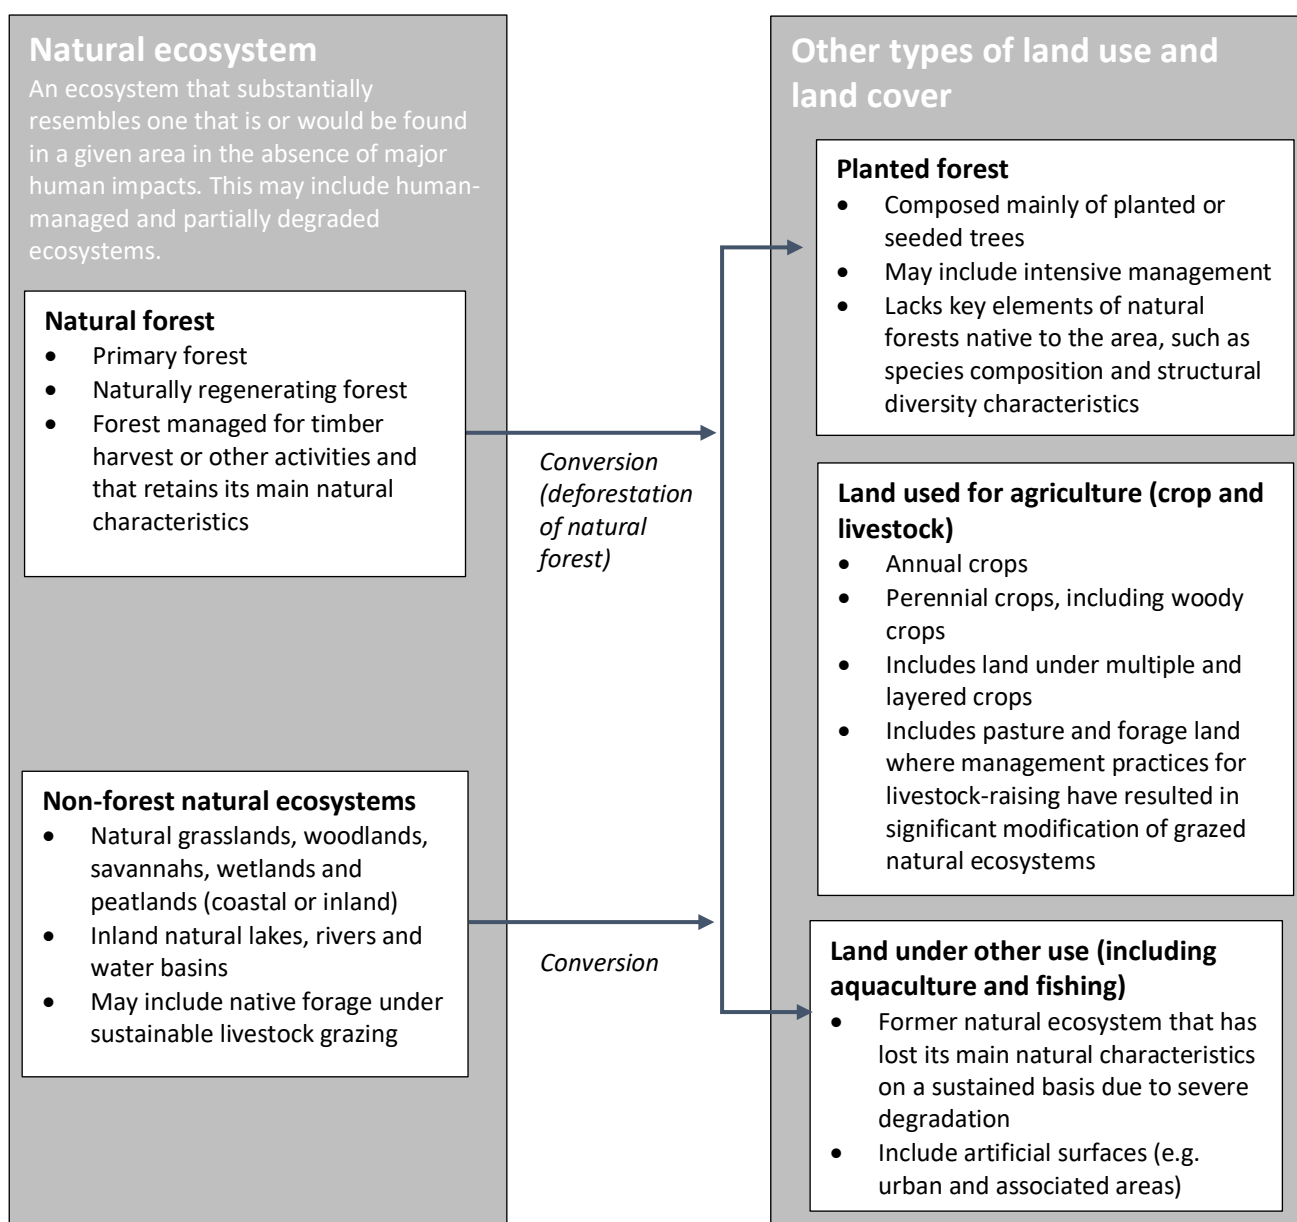 Natural ecosystem
An ecosystem that substantially
resembles one that is or would be found
in a given area in the absence of major
human impacts. This may include human-
managed and partially degraded
ecosystems.
Natural forest
• Primary forest
• Naturally regenerating forest
• Forest managed for timber
harvest or other activities and
that retains its main natural
characteristics
Non-forest natural ecosystems
• Natural grasslands, woodlands,
savannahs, wetlands and
peatlands (coastal or inland)
• Inland natural lakes, rivers and
water basins
• May include native forage under
sustainable livestock grazing
Conversion
(deforestation
of natural
forest)
Conversion
Other types of land use and
land cover
Planted forest
• Composed mainly of planted or
seeded trees
• May include intensive management
• Lacks key elements of natural
forests native to the area, such as
species composition and structural
diversity characteristics
Land used for agriculture (crop and
livestock)
• Annual crops
• Perennial crops, including woody
crops
• Includes land under multiple and
layered crops
• Includes pasture and forage land
where management practices for
livestock-raising have resulted in
significant modification of grazed
natural ecosystems
Land under other use (including
aquaculture and fishing)
• Former natural ecosystem that has
lost its main natural characteristics
on a sustained basis due to severe
degradation
• Include artificial surfaces (e.g.
urban and associated areas)